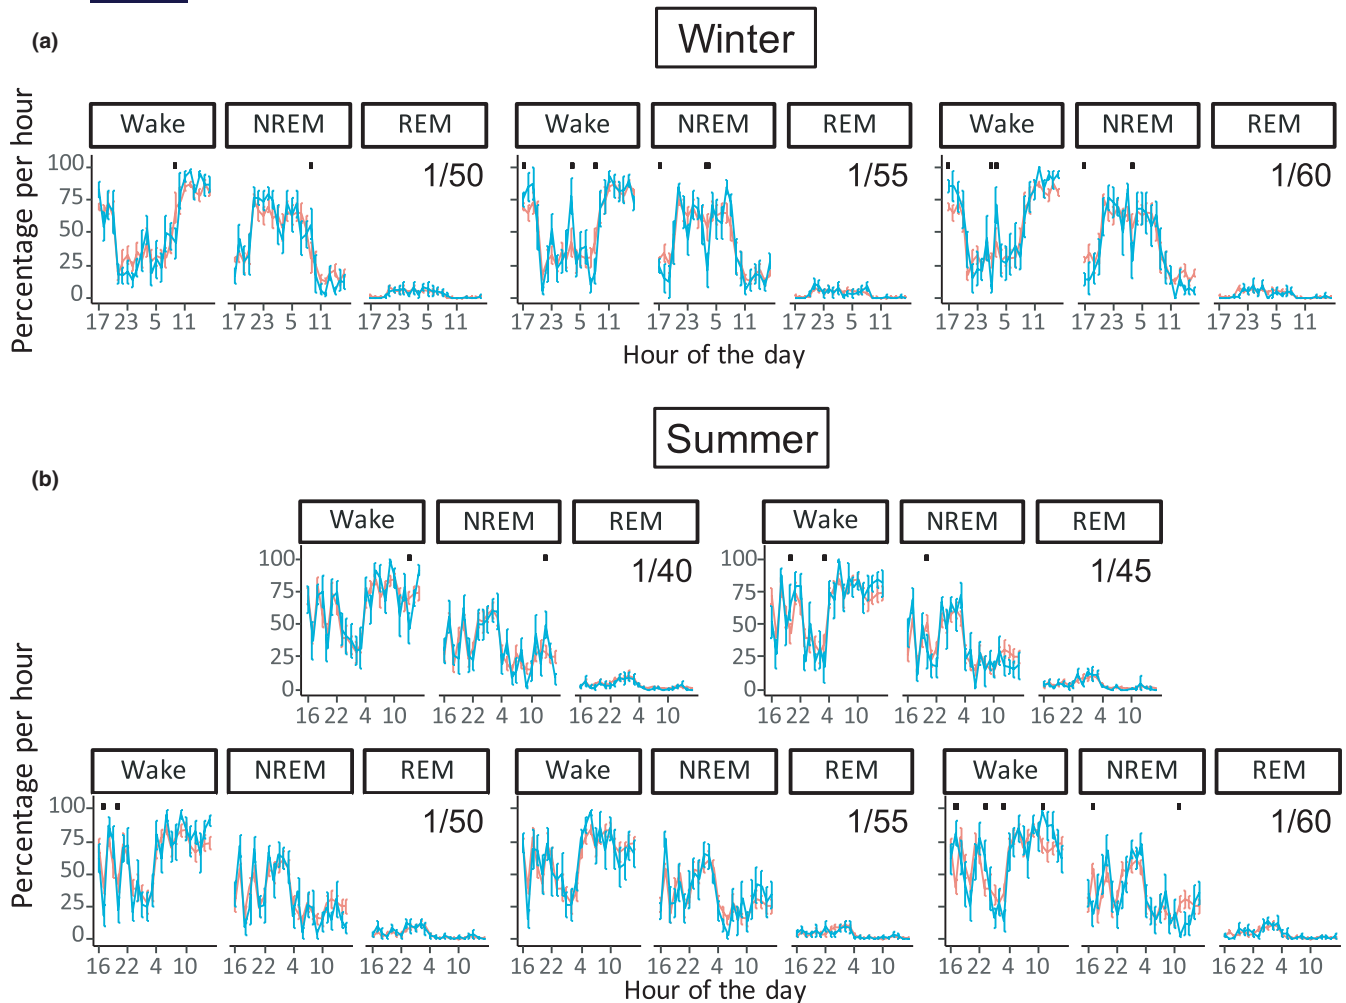 (a)
Winter
Wake NREM REM Wake NREM REM Wake NREM REM
Percentage per hour
100 1/50 1/55 1/60
75
50
25
0
17 23 5 11 17 23 5 11 17 23 5 11 17 23 5 11 17 23 5 11 17 23 5 11 17 23 5 11 17 23 5 11 17 23 5 11
Hour of the day
Summer
(b)
Wake NREM REM Wake NREM REM
100 1/40 100 1/45
75 75
50 50
25 25
0 0
16 22 4 10 16 22 4 10 16 22 4 10 16 22 4 10 16 22 4 10 16 22 4 10
Percentage per hour
Wake NREM REM Wake NREM REM Wake NREM REM
100 1/50 1/55 1/60
75
50
25
0
16 22 4 10 16 22 4 10 16 22 4 10 16 22 4 10 16 22 4 10 16 22 4 10 16 22 4 10 16 22 4 10 16 22 4 10
Hour of the day